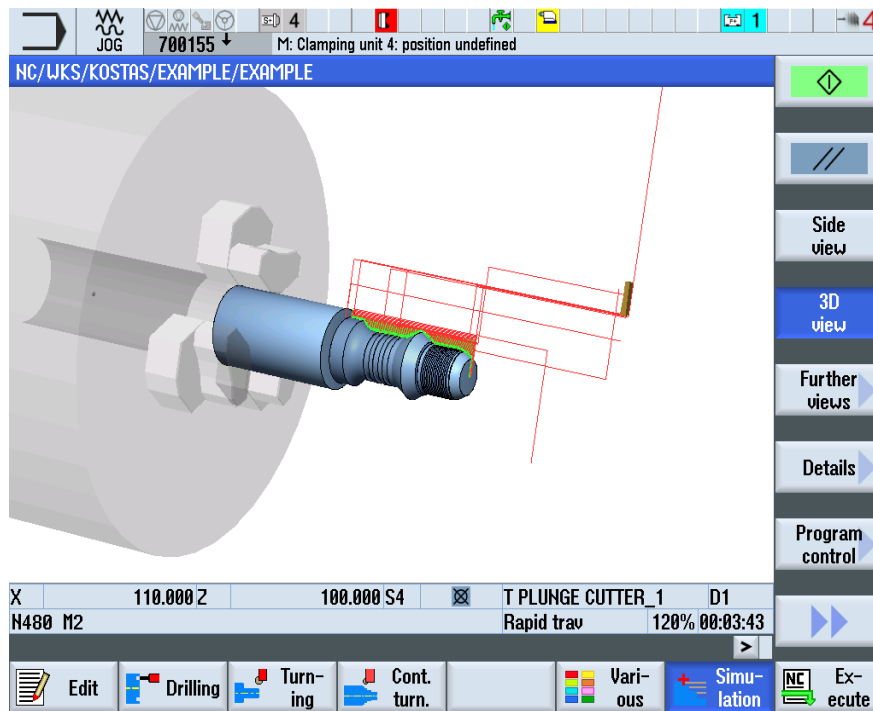 S 4
1
4
JOG
700155
M: Clamping unit 4: position undefined
NC/WKS/KOSTAS/EXAMPLE/EXAMPLE
Side
view
3D
view
Further
views
Details
Program
control
X 110.000 Z 100.000 S4 T PLUNGE CUTTER_1 D1
N480 M2 Rapid trav 120% 00:03:43
>
Edit
Drilling
Turn-
ing
Cont.
turn.
Vari-
ous
Simu-
lation
NC
Ex-
ecute